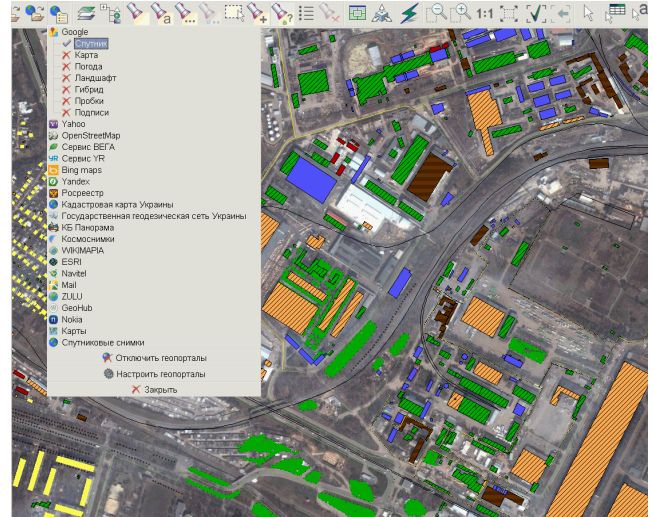 1:1
a
?
a
Google
Спутник
Карта
Погода
Ландшафт
Гибрид
Пробки
Подписи
Yahoo
OpenStreetMap
Сервис ВЕГА
YR Сервис YR
Bing maps
Yandex
Росреестр
Кадастровая карта Украины
Государственная геодезическая сеть Украины
КБ Панорама
Космоснимки
WIKIMAPIA
ESRI
Navitel
Mail
ZULU
GeoHub
Nokia
Карты
Спутниковые снимки
Отключить геопорталы
Настроить геопорталы
Закрыть